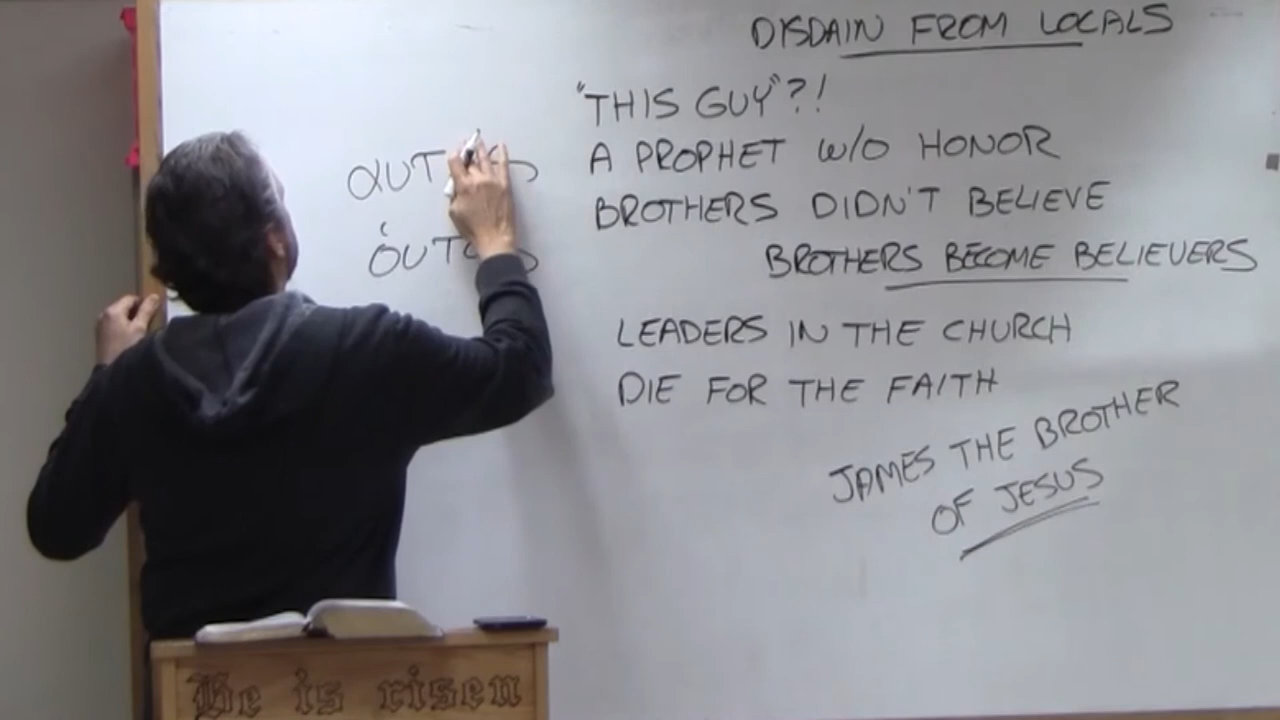 DISDAIN FROM LOCALS
"THIS GUY"?!
A PROPHET W/O HONOR
BROTHERS DIDN'T BELIEVE
BROTHERS BECOME BELIEVERS
LEADERS IN THE CHURCH
DIE FOR THE FAITH
JAMES THE BROTHER
OF JESUS
He is risen